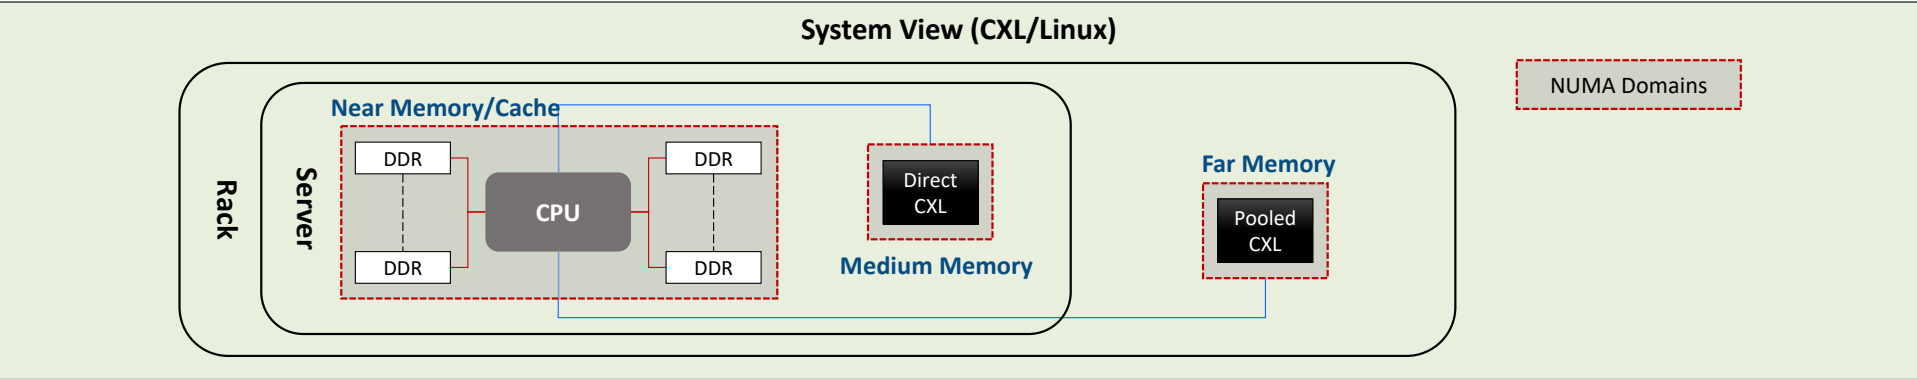 System View (CXL/Linux)
NUMA Domains
Rack
Server
Near Memory/Cache
DDR
DDR
CPU
DDR
DDR
Direct
CXL
Medium Memory
Far Memory
Pooled
CXL